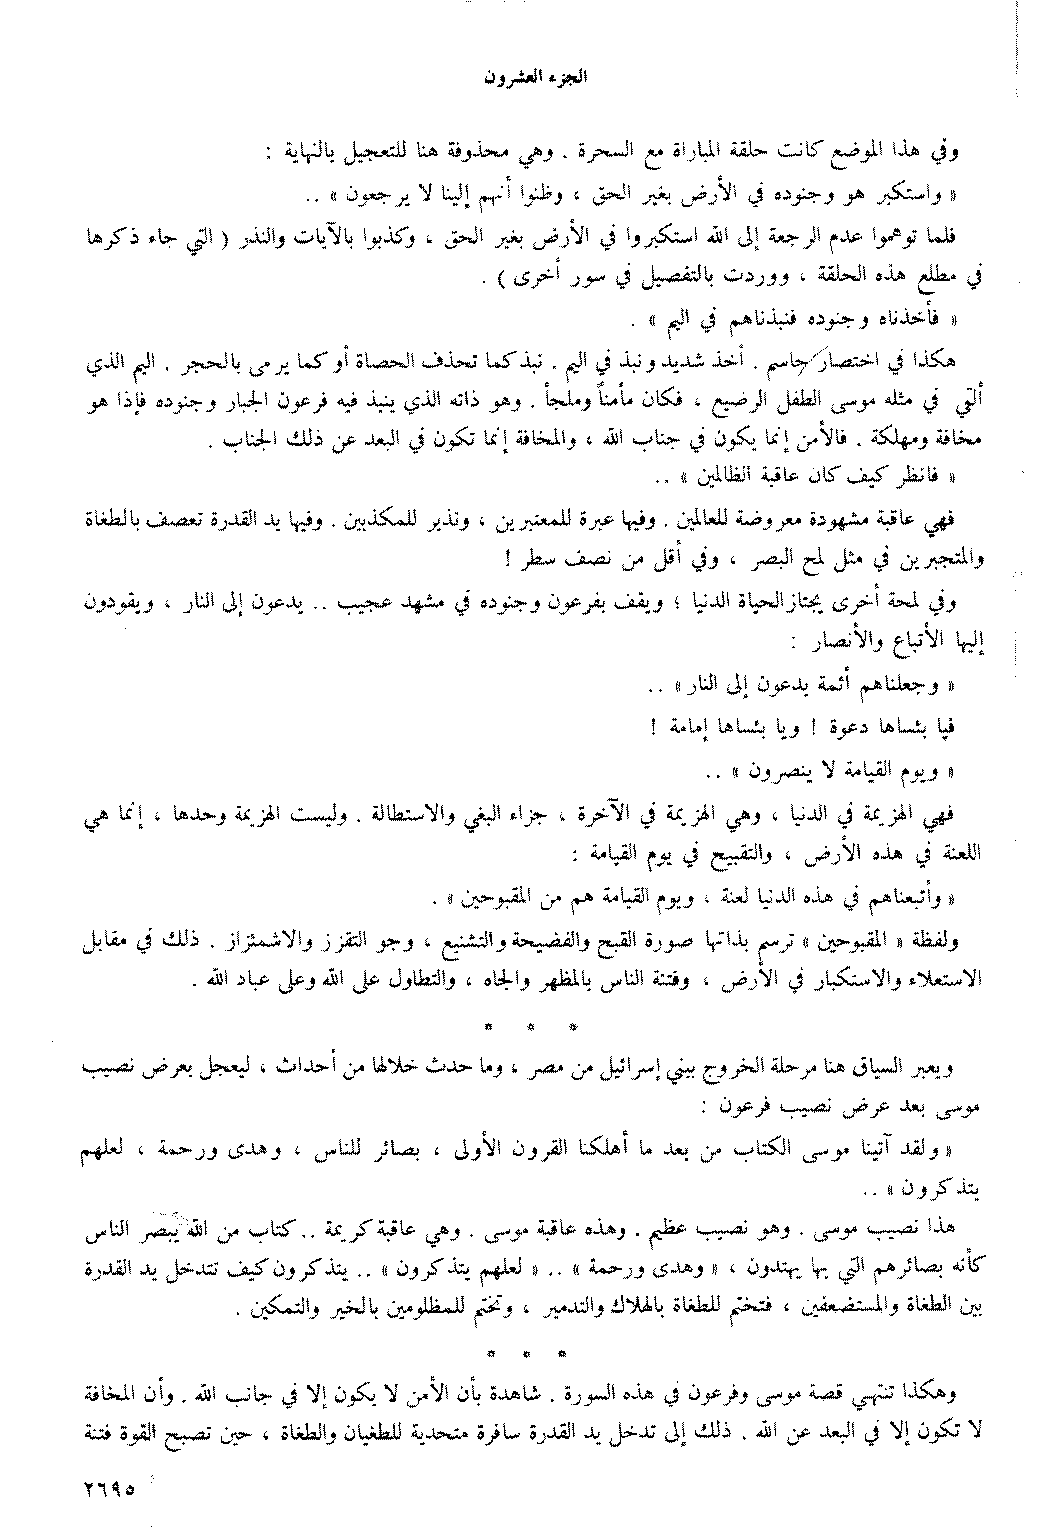 الجزء العشرون
وفي هذا الموضع كانت حلقة المباراة مع السحرة . وهي محذوفة هنا للتعجيل بالنهاية :
« واستكبر هو وجنوده في الأرض بغير الحق ، وظنوا أنهم إلينا لا يرجعون » ..
فلما توهموا عدم الرجعة إلى الله استكبروا في الأرض بغير الحق ، وكذبوا بالآيات والنذر ( التي جاء ذكرها
في مطلع هذه الحلقة ، ووردت بالتفصيل في سور أخرى ) .
« فأخذناه وجنوده فنبذناهم في اليم » .
هكذا في اختصار حاسم . أخذ شديد ونبذ في اليم . نبذ كما تحذف الحصاة أو كما يرمى بالحجر . اليم الذي
ألقي في مثله موسى الطفل الرضيع ، فكان مأمناً وملجأ . وهو ذاته الذي ينبذ فيه فرعون الجبار وجنوده فإذا هو
مخافة ومهلكة . فالأمن إنما يكون في جناب الله ، والمخافة إنما تكون في البعد عن ذلك الجناب .
« فانظر كيف كان عاقبة الظالمين » ..
فهي عاقبة مشهودة معروضة للعالمين . وفيها عبرة للمعتبرين ، ونذير للمكذبين . وفيها يد القدرة تعصف بالطغاة
والمتجبرين في مثل لمح البصر ، وفي أقل من نصف سطر !
وفي لمحة أخرى يجتاز الحياة الدنيا ؛ ويقف بفرعون وجنوده في مشهد عجيب .. يدعون إلى النار ، ويقودون
إليها الأتباع والأنصار :
« وجعلناهم أئمة يدعون إلى النار » ..
فيا بئساها دعوة ! ويا بئساها إمامة !
« ويوم القيامة لا ينصرون » ..
فهي الهزيمة في الدنيا ، وهي الهزيمة في الآخرة ، جزاء البغي والاستطالة . وليست الهزيمة وحدها ، إنما هي
اللعنة في هذه الأرض ، والتقبيح في يوم القيامة :
« وأتبعناهم في هذه الدنيا لعنة ، ويوم القيامة هم من المقبوحين » .
ولفظة « المقبوحين » ترسم بذاتها صورة القبح والفضيحة والتشنيع ، وجو التقزز والاشمئزاز . ذلك في مقابل
الاستعلاء والاستكبار في الأرض ، وفتنة الناس بالمظهر والجاه ، والتطاول على الله وعلى عباد الله .
* * *
ويعبر السياق هنا مرحلة الخروج ببني إسرائيل من مصر ، وما حدث خلالها من أحداث ، ليعجل بعرض نصيب
موسى بعد عرض نصيب فرعون :
« ولقد آتينا موسى الكتاب من بعد ما أهلكنا القرون الأولى ، بصائر للناس ، وهدى ورحمة ، لعلهم
يتذكرون » ..
هذا نصيب موسى . وهو نصيب عظيم . وهذه عاقبة موسى . وهي عاقبة كريمة .. كتاب من الله يبصر الناس
كأنه بصائرهم التي بها يهتدون ، « وهدى ورحمة » .. « لعلهم يتذكرون » .. يتذكرون كيف تتدخل يد القدرة
بين الطغاة والمستضعفين ، فتختم للطغاة بالهلاك والتدمير ، وتختم للمظلومين بالخير والتمكين .
* * *
وهكذا تنتهي قصة موسى وفرعون في هذه السورة . شاهدة بأن الأمن لا يكون إلا في جانب الله . وأن المخافة
لا تكون إلا في البعد عن الله . ذلك إلى تدخل يد القدرة سافرة متحدية للطغيان والطغاة ، حين تصبح القوة فتنة
٢٦٩٥